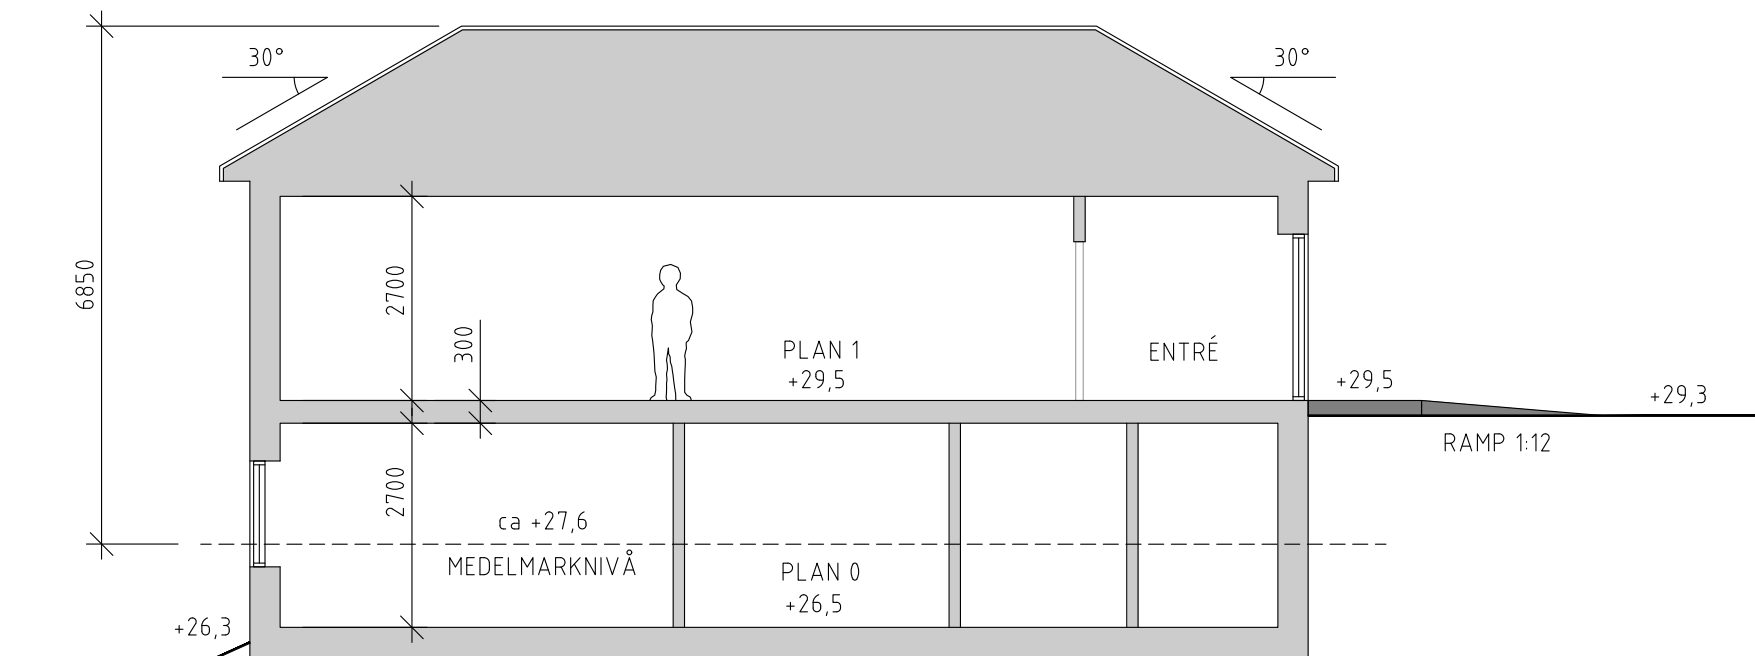 30°
30°
6850
2700
300
PLAN 1
+29,5
ENTRÉ
+29,5
+29,3
RAMP 1:12
2700
ca +27,6
MEDELMARKNIVÅ
PLAN 0
+26,5
+26,3